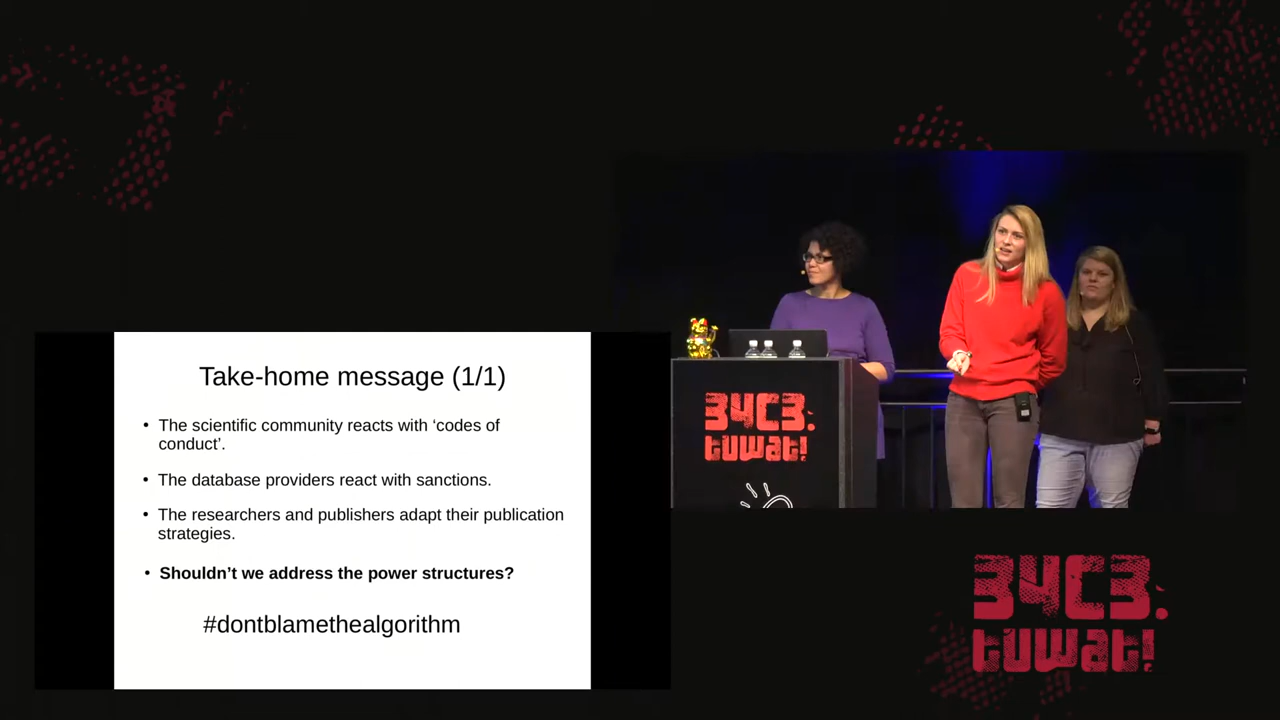 Take-home message (1/1)
• The scientific community reacts with ‘codes of
conduct’.
• The database providers react with sanctions.
• The researchers and publishers adapt their publication
strategies.
• Shouldn’t we address the power structures?
#dontblamethealgorithm
34C3.
tuwat!
34C3.
tuwat!